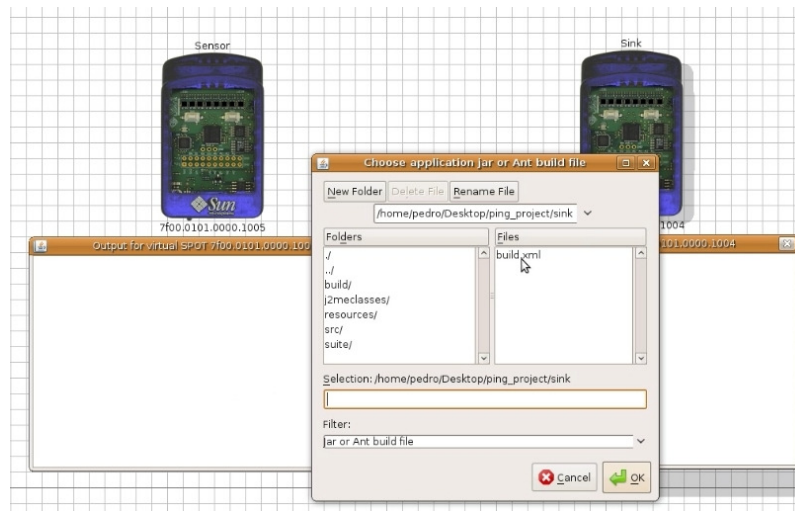 Sensor
Sink
Sun
7f00.0101.0000.1005
1004
Output for virtual SPOT 7f00.0101.0000.100
101.0000.1004
Choose application jar or Ant build file
New Folder
Delete File
Rename File
/home/pedro/Desktop/ping_project/sink
Folders
Files
./
../
build/
j2meclasses/
resources/
src/
suite/
build.xml
Selection: /home/pedro/Desktop/ping_project/sink
Filter:
Jar or Ant build file
Cancel
OK